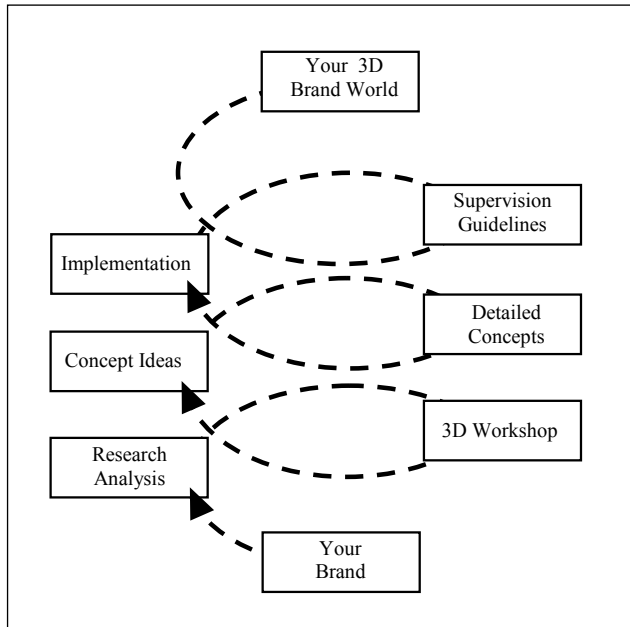 Your 3D
Brand World
Supervision
Guidelines
Implementation
Detailed
Concepts
Concept Ideas
3D Workshop
Research
Analysis
Your
Brand